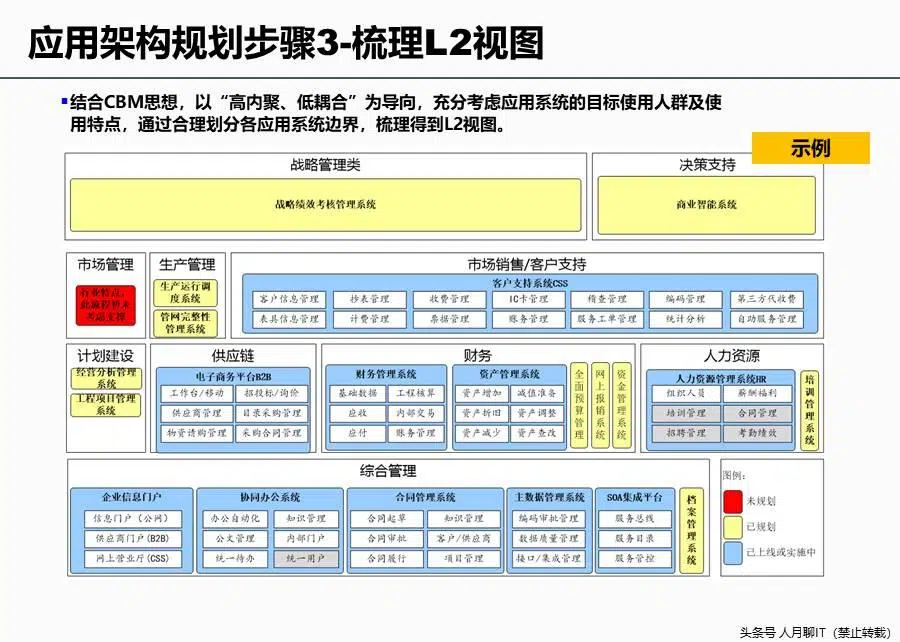 应用架构规划步骤3-梳理L2视图
▪结合CBM思想，以“高内聚、低耦合”为导向，充分考虑应用系统的目标使用人群及使
用特点，通过合理划分各应用系统边界，梳理得到L2视图。
示例
战略管理类
战略绩效考核管理系统
决策支持
商业智能系统
市场管理
行业特点，
此流程暂未
考虑支撑
生产管理
生产运行调
度系统
管网完整性
管理系统
市场销售/客户支持
客户支持系统CSS
客户信息管理 抄表管理 收费管理 IC卡管理 稽查管理 编码管理 第三方代收费
表具信息管理 计费管理 票据管理 账务管理 服务工单管理 统计分析 自助服务管理
计划建设
经营分析管理
系统
工程项目管理
系统
供应链
电子商务平台B2B
工作台/移动 招投标/询价
供应商管理 目录采购管理
物资请购管理 采购合同管理
财务
财务管理系统
基础数据 工程核算
应收 内部交易
应付 账务管理
资产管理系统
资产增加 减值准备
资产折旧 资产调整
资产减少 资产查改
全面预算管理
网上报销系统
资金管理系统
人力资源
人力资源管理系统HR
组织人员 薪酬福利
培训管理 合同管理
招聘管理 考勤绩效
培训管理系统
综合管理
企业信息门户
信息门户（公网）
供应商门户(B2B)
网上营业厅(CSS)
协同办公系统
办公自动化 知识管理
公文管理 内部门户
统一待办 统一用户
合同管理系统
合同起草 知识管理
合同审批 客户/供应商
合同履行 项目管理
主数据管理系统
编码审批管理
数据质量管理
接口/集成管理
SOA集成平台
服务总线
服务目录
服务管控
档案管理系统
图例：
未规划
已规划
已上线或实施中
头条号 人月聊IT（禁止转载）